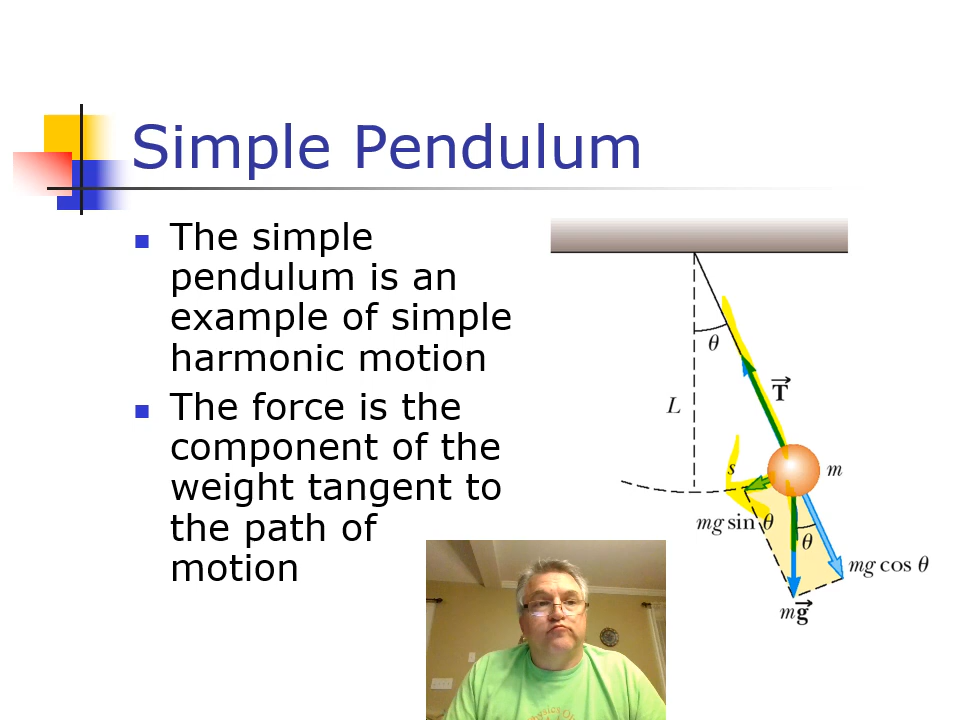 Simple Pendulum
The simple
pendulum is an
example of simple
harmonic motion
The force is the
component of the
weight tangent to
the path of
motion
θ
T
L
s
m
mg sin θ
θ
mg cos θ
mg